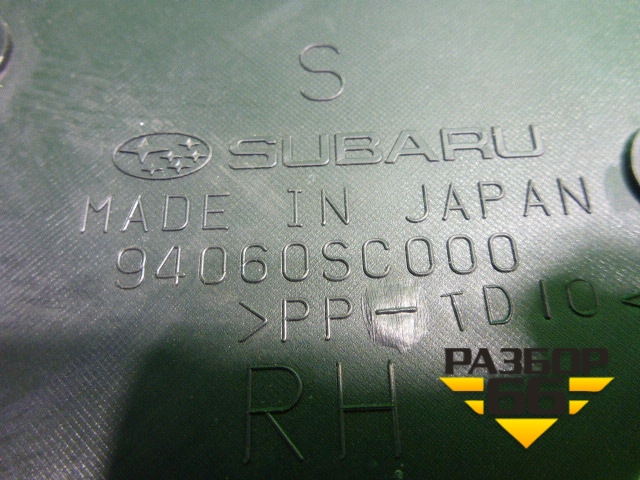 S
SUBARU
MADE IN JAPAN
94060SC000
>PP-TD10<
RH
РАЗБОР
66